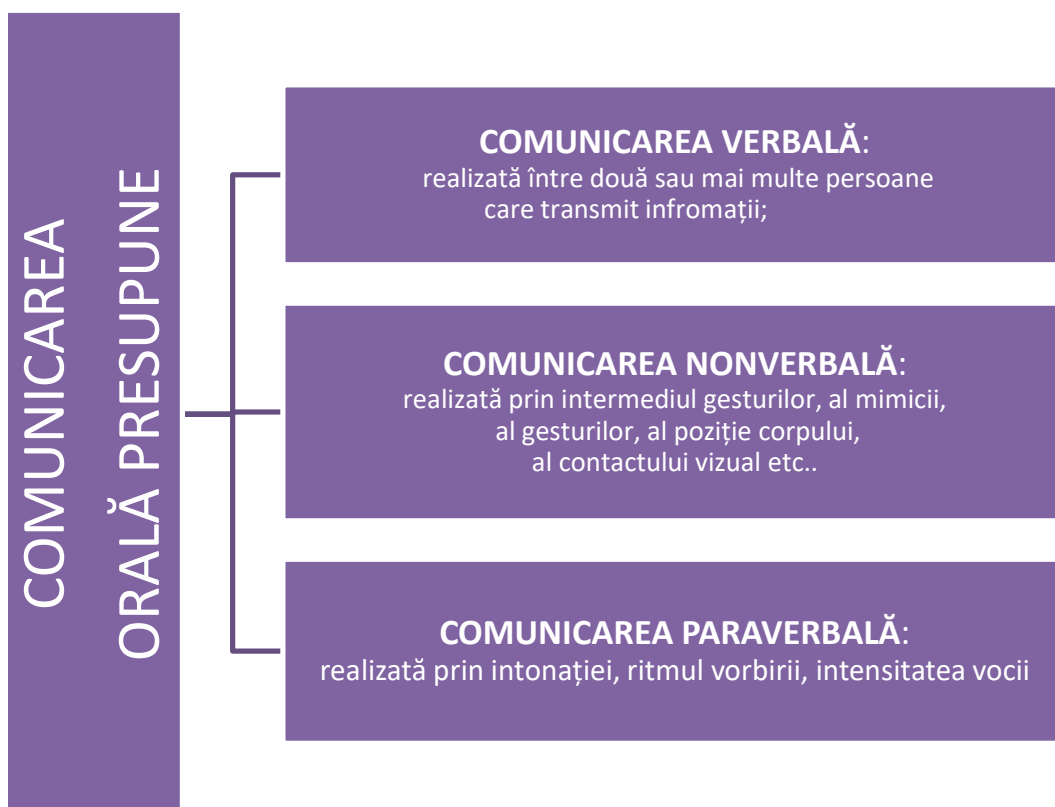 COMUNICAREA
ORALĂ PRESUPUNE
COMUNICAREA VERBALĂ:
realizată între două sau mai multe persoane
care transmit infromații;
COMUNICAREA NONVERBALĂ:
realizată prin intermediul gesturilor, al mimicii,
al gesturilor, al poziție corpului,
al contactului vizual etc..
COMUNICAREA PARAVERBALĂ:
realizată prin intonației, ritmul vorbirii, intensitatea vocii